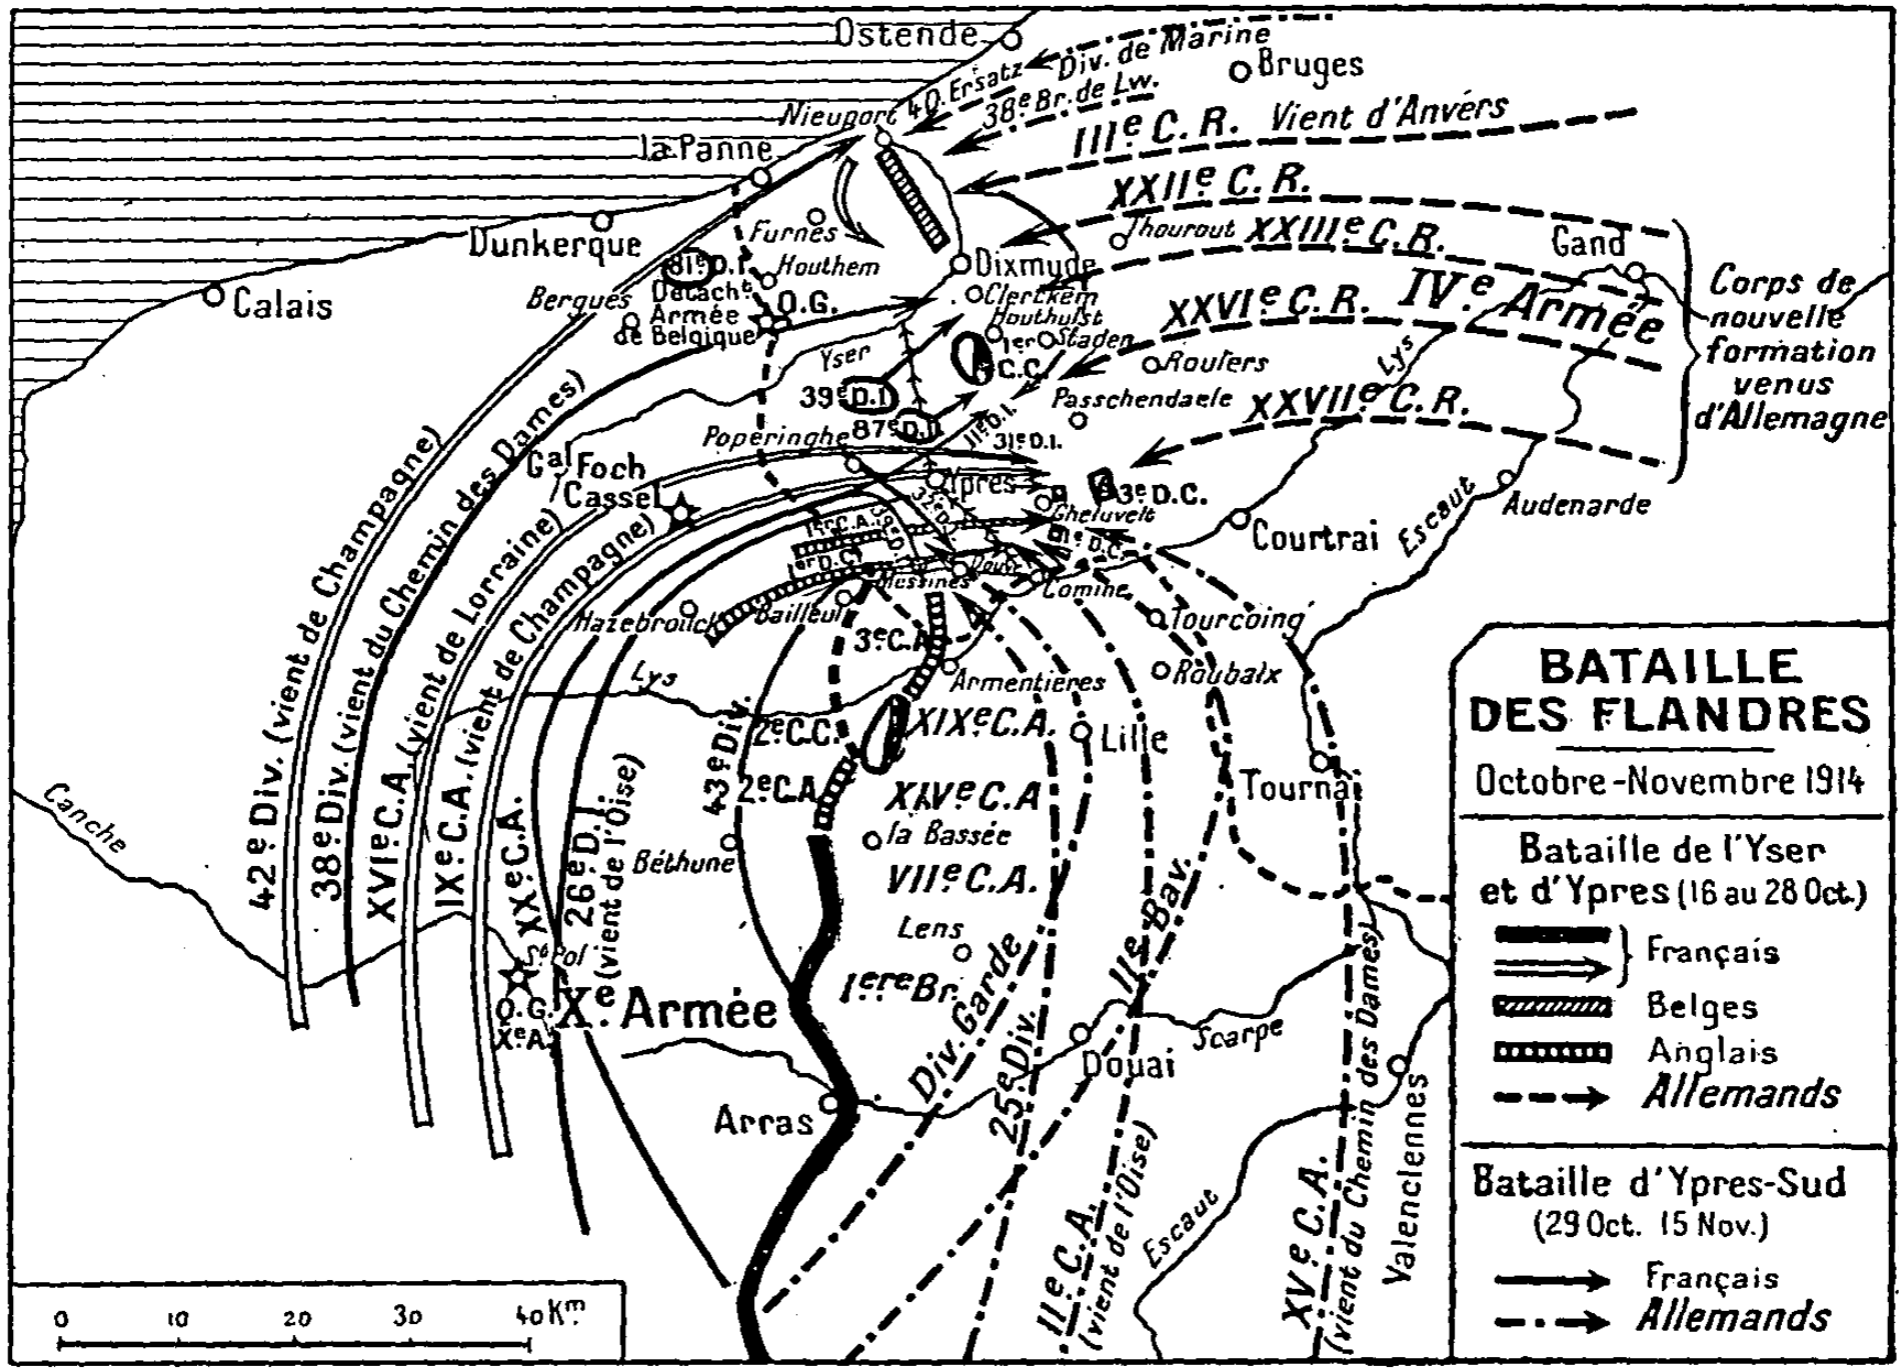 Ostende
Div. de Marine
Bruges
4e Ersatz
38e Br. de Lw.
Nieuport
IIIe C.R. Vient d'Anvers
la Panne
XXIIe C.R.
Furnes
Thourout
XXIIIe C.R.
Gand
Dunkerque
81e D.I.
Houthem
Dixmude
Corps de
nouvelle
formation
venus
d'Allemagne
Calais
Bergues
Détacht
Armée
de Belgique
Q.G.
Clerckem
Houthulst
XXVIe C.R.
IVe Armée
Yser
1er
C.C.
Staden
Roulers
Lys
39e D.I.
87e D.I.
11e D.I.
31e D.I.
Passchendaele
XXVIIe C.R.
Poperinghe
Gal Foch
Cassel
Ypres
3e D.C.
Gheluvelt
Courtrai
Escaut
Audenarde
1er C.A.
1er D.C.
39e D.
32e D.
D.C.
Messines
Comine
Hazebrouck
Bailleul
3e C.A.
Tourcoing
Roubaix
Lys
Armentières
43e Div.
2e C.C.
XIXe C.A.
Lille
Tournai
2e C.A.
XIVe C.A
la Bassée
Béthune
VIIe C.A.
Lens
Iere Br.
Canche
42e Div. (vient de Champagne)
38e Div. (vient du Chemin des Dames)
XVIe C.A. (vient de Lorraine)
IXe C.A. (vient de Champagne)
XXe C.A.
26e D.I.
(vient de l'Oise)
St Pol
Q.G.
Xe A.
Xe Armée
Arras
Div. Garde
25e Div.
IIe Bav.
Douai
Scarpe
IIe C.A.
(vient de l'Oise)
Escaut
XVe C.A.
(vient du Chemin des Dames)
Valenciennes
0 10 20 30 40 Km
BATAILLE
DES FLANDRES
Octobre-Novembre 1914
Bataille de l'Yser
et d'Ypres (16 au 28 Oct.)
Français
Belges
Anglais
Allemands
Bataille d'Ypres-Sud
(29 Oct. 15 Nov.)
Français
Allemands